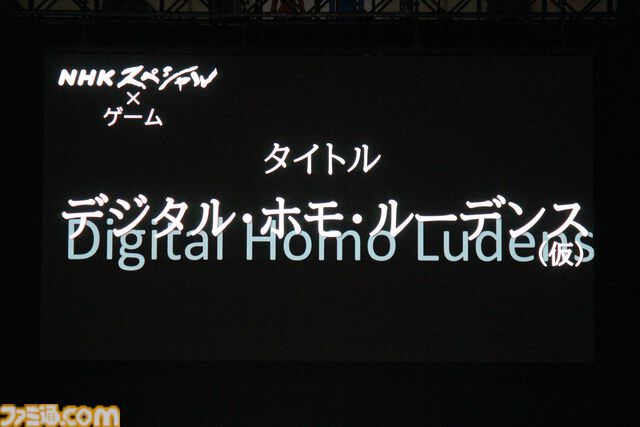 NHKスペシャル
×
ゲーム
タイトル
デジタル・ホモ・ルーデンス
Digital Homo Ludens
(仮)
ファミ通.com